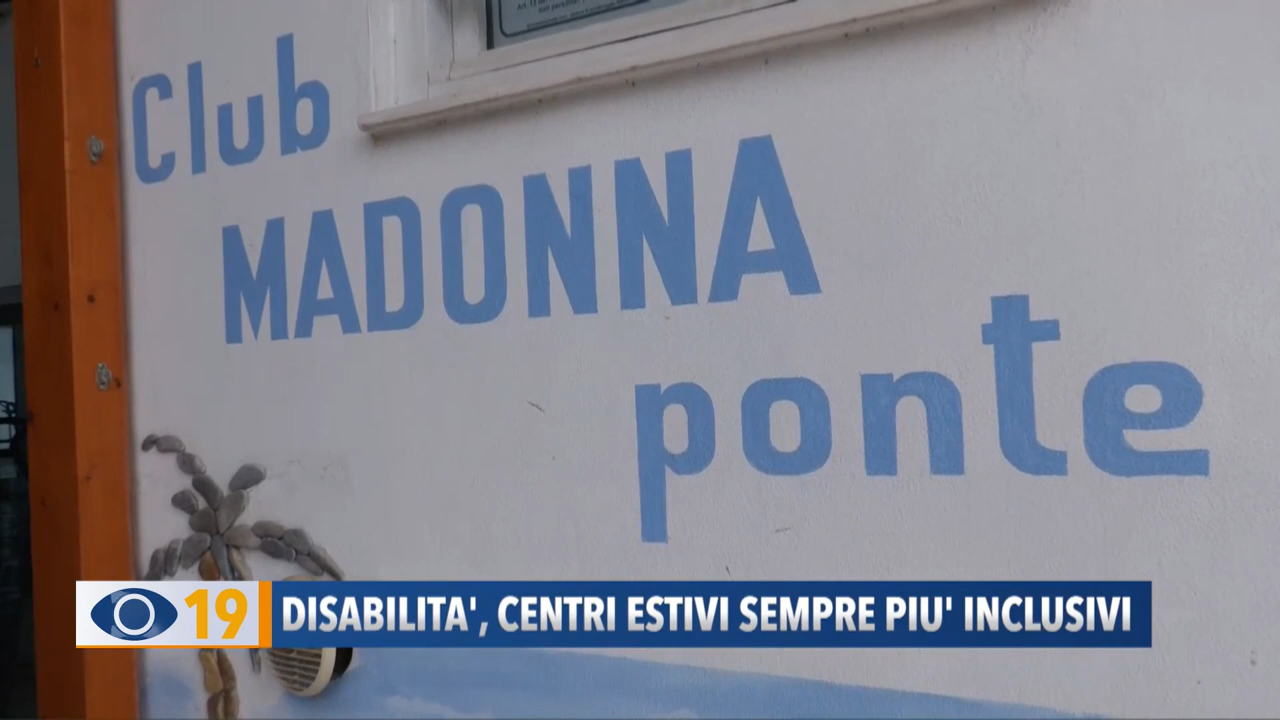 Club
MADONNA
ponte
19
DISABILITA', CENTRI ESTIVI SEMPRE PIU' INCLUSIVI